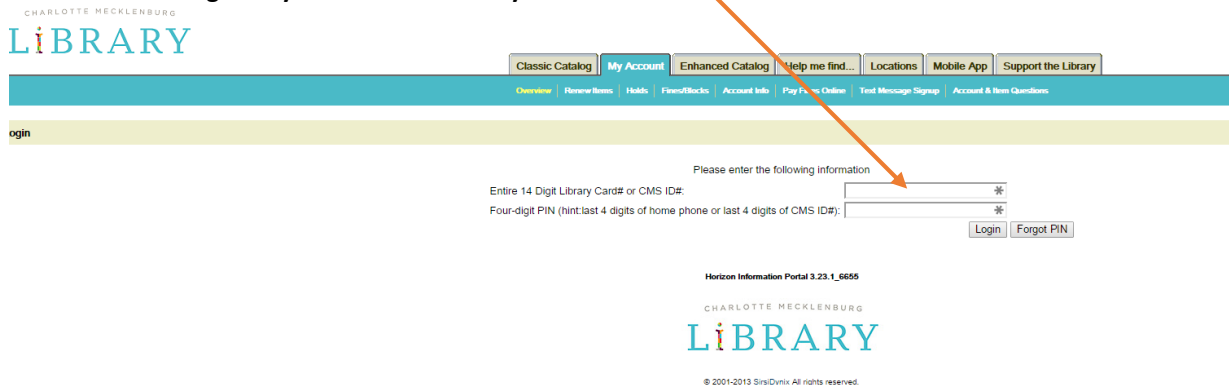 CHARLOTTE MECKLENBURG
LiBRARY
Classic Catalog My Account Enhanced Catalog Help me find... Locations Mobile App Support the Library
Overview Renew Items Holds Fines/Blocks Account Info Pay Fines Online Text Message Signup Account & Item Questions
ogin
Please enter the following information
Entire 14 Digit Library Card# or CMS ID#:
Four-digit PIN (hint:last 4 digits of home phone or last 4 digits of CMS ID#):
Login Forgot PIN
Horizon Information Portal 3.23.1_6655
CHARLOTTE MECKLENBURG
LiBRARY
© 2001-2013 SirsiDynix All rights reserved.